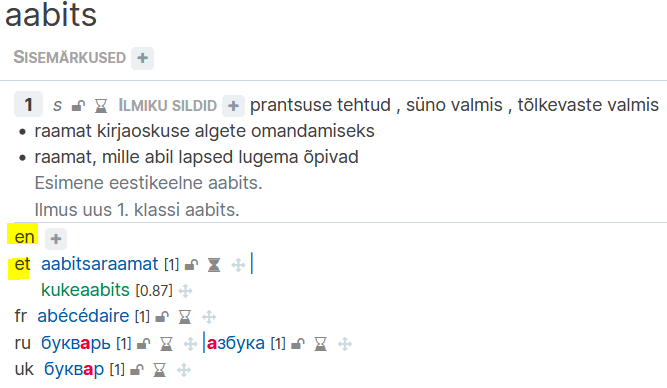 aabits
SISEMÄRKUSED +
1 s ILMIKU SILDID + prantsuse tehtud , süno valmis , tõlkevaste valmis
• raamat kirjaoskuse algete omandamiseks
• raamat, mille abil lapsed lugema õpivad
Esimene eestikeelne aabits.
Ilmus uus 1. klassi aabits.
en +
et aabitsaraamat [1] |
kukeaabits [0.87]
fr abécédaire [1]
ru букварь [1] | азбука [1]
uk буквар [1]